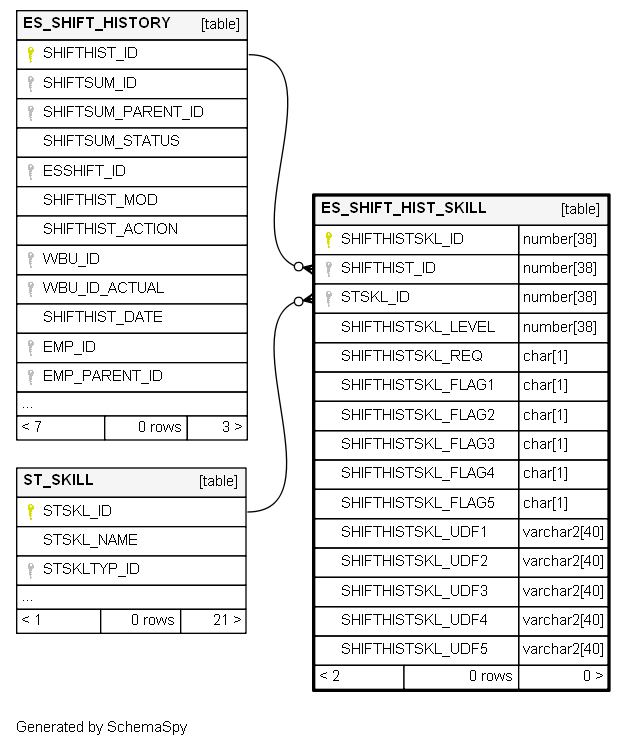 ES_SHIFT_HISTORY [table]
SHIFTHIST_ID
SHIFTSUM_ID
SHIFTSUM_PARENT_ID
SHIFTSUM_STATUS
ESSHIFT_ID
SHIFTHIST_MOD
SHIFTHIST_ACTION
WBU_ID
WBU_ID_ACTUAL
SHIFTHIST_DATE
EMP_ID
EMP_PARENT_ID
...
< 7 0 rows 3 >
ST_SKILL [table]
STSKL_ID
STSKL_NAME
STSKLTYP_ID
...
< 1 0 rows 21 >
ES_SHIFT_HIST_SKILL [table]
SHIFTHISTSKL_ID number[38]
SHIFTHIST_ID number[38]
STSKL_ID number[38]
SHIFTHISTSKL_LEVEL number[38]
SHIFTHISTSKL_REQ char[1]
SHIFTHISTSKL_FLAG1 char[1]
SHIFTHISTSKL_FLAG2 char[1]
SHIFTHISTSKL_FLAG3 char[1]
SHIFTHISTSKL_FLAG4 char[1]
SHIFTHISTSKL_FLAG5 char[1]
SHIFTHISTSKL_UDF1 varchar2[40]
SHIFTHISTSKL_UDF2 varchar2[40]
SHIFTHISTSKL_UDF3 varchar2[40]
SHIFTHISTSKL_UDF4 varchar2[40]
SHIFTHISTSKL_UDF5 varchar2[40]
< 2 0 rows 0 >
Generated by SchemaSpy